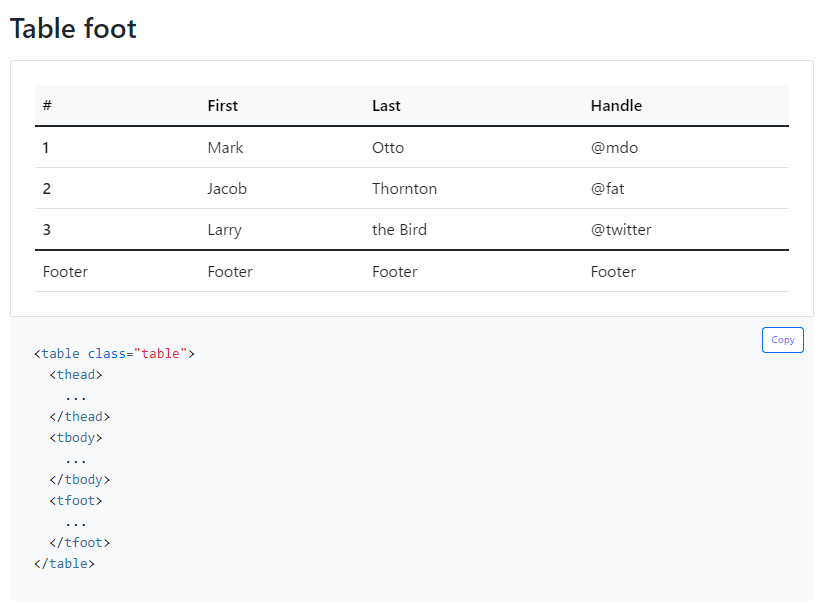 Table foot
# First Last Handle
1 Mark Otto @mdo
2 Jacob Thornton @fat
3 Larry the Bird @twitter
Footer Footer Footer Footer
Copy
<table class="table">
  <thead>
    ...
  </thead>
  <tbody>
    ...
  </tbody>
  <tfoot>
    ...
  </tfoot>
</table>